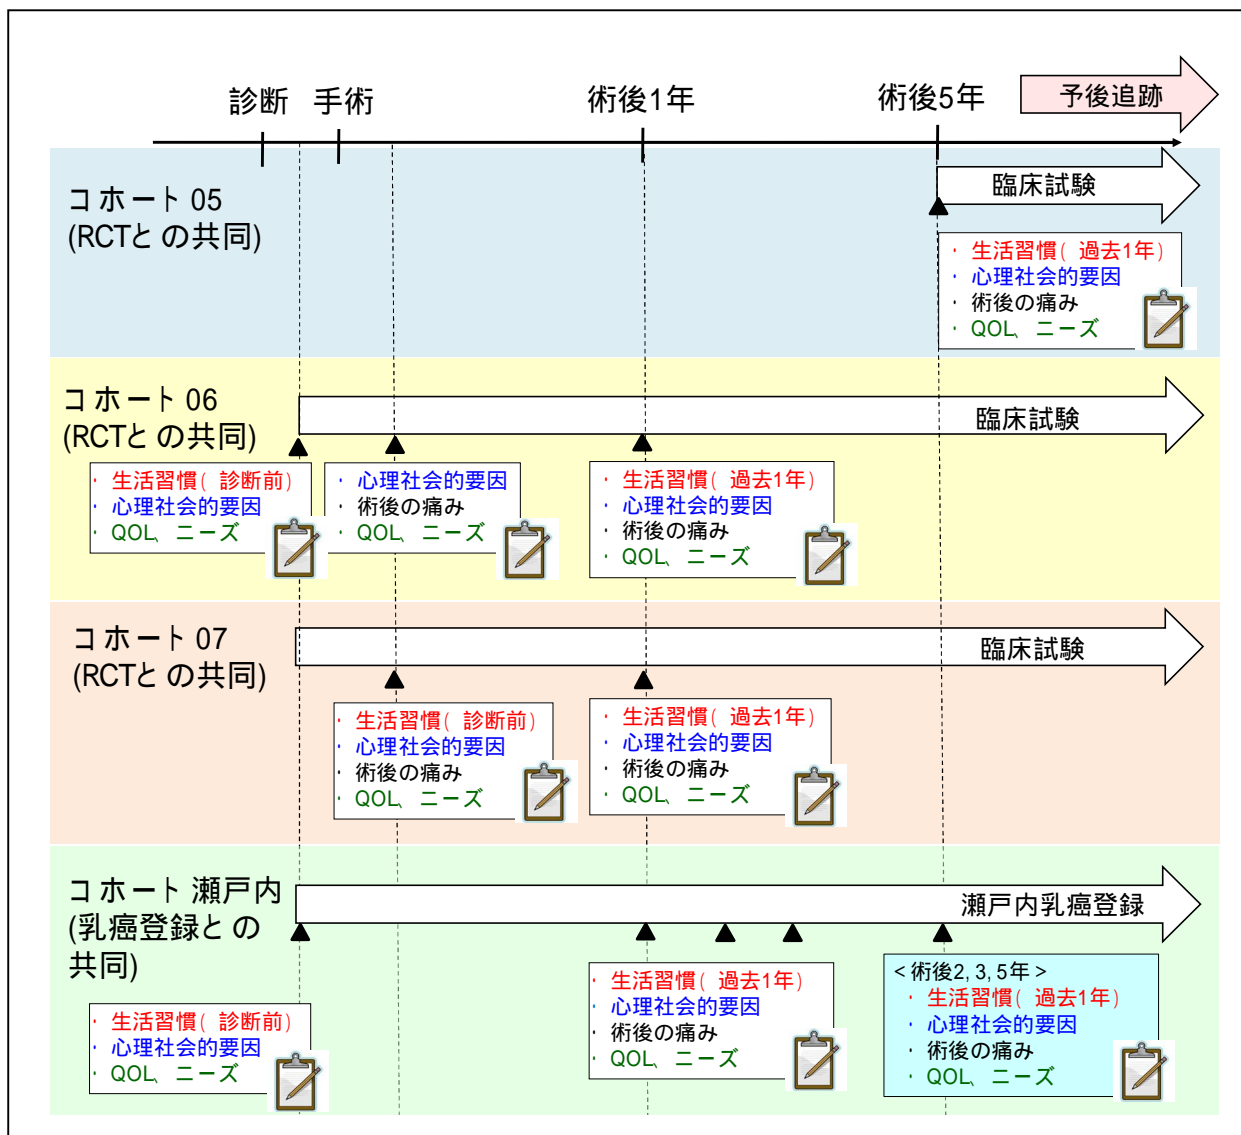 診断
手術
術後1年
術後5年
予後追跡
コホート 05
(RCTとの共同)
臨床試験
・ 生活習慣( 過去1年)
・ 心理社会的要因
・ 術後の痛み
・ QOL、ニーズ
コホート 06
(RCTとの共同)
臨床試験
・ 生活習慣( 診断前)
・ 心理社会的要因
・ QOL、ニーズ
・ 心理社会的要因
・ 術後の痛み
・ QOL、ニーズ
・ 生活習慣( 過去1年)
・ 心理社会的要因
・ 術後の痛み
・ QOL、ニーズ
コホート 07
(RCTとの共同)
臨床試験
・ 生活習慣( 診断前)
・ 心理社会的要因
・ 術後の痛み
・ QOL、ニーズ
・ 生活習慣( 過去1年)
・ 心理社会的要因
・ 術後の痛み
・ QOL、ニーズ
コホート 瀬戸内
(乳癌登録との
共同)
瀬戸内乳癌登録
・ 生活習慣( 診断前)
・ 心理社会的要因
・ QOL、ニーズ
・ 生活習慣( 過去1年)
・ 心理社会的要因
・ 術後の痛み
・ QOL、ニーズ
<術後2, 3, 5年>
・ 生活習慣( 過去1年)
・ 心理社会的要因
・ 術後の痛み
・ QOL、ニーズ